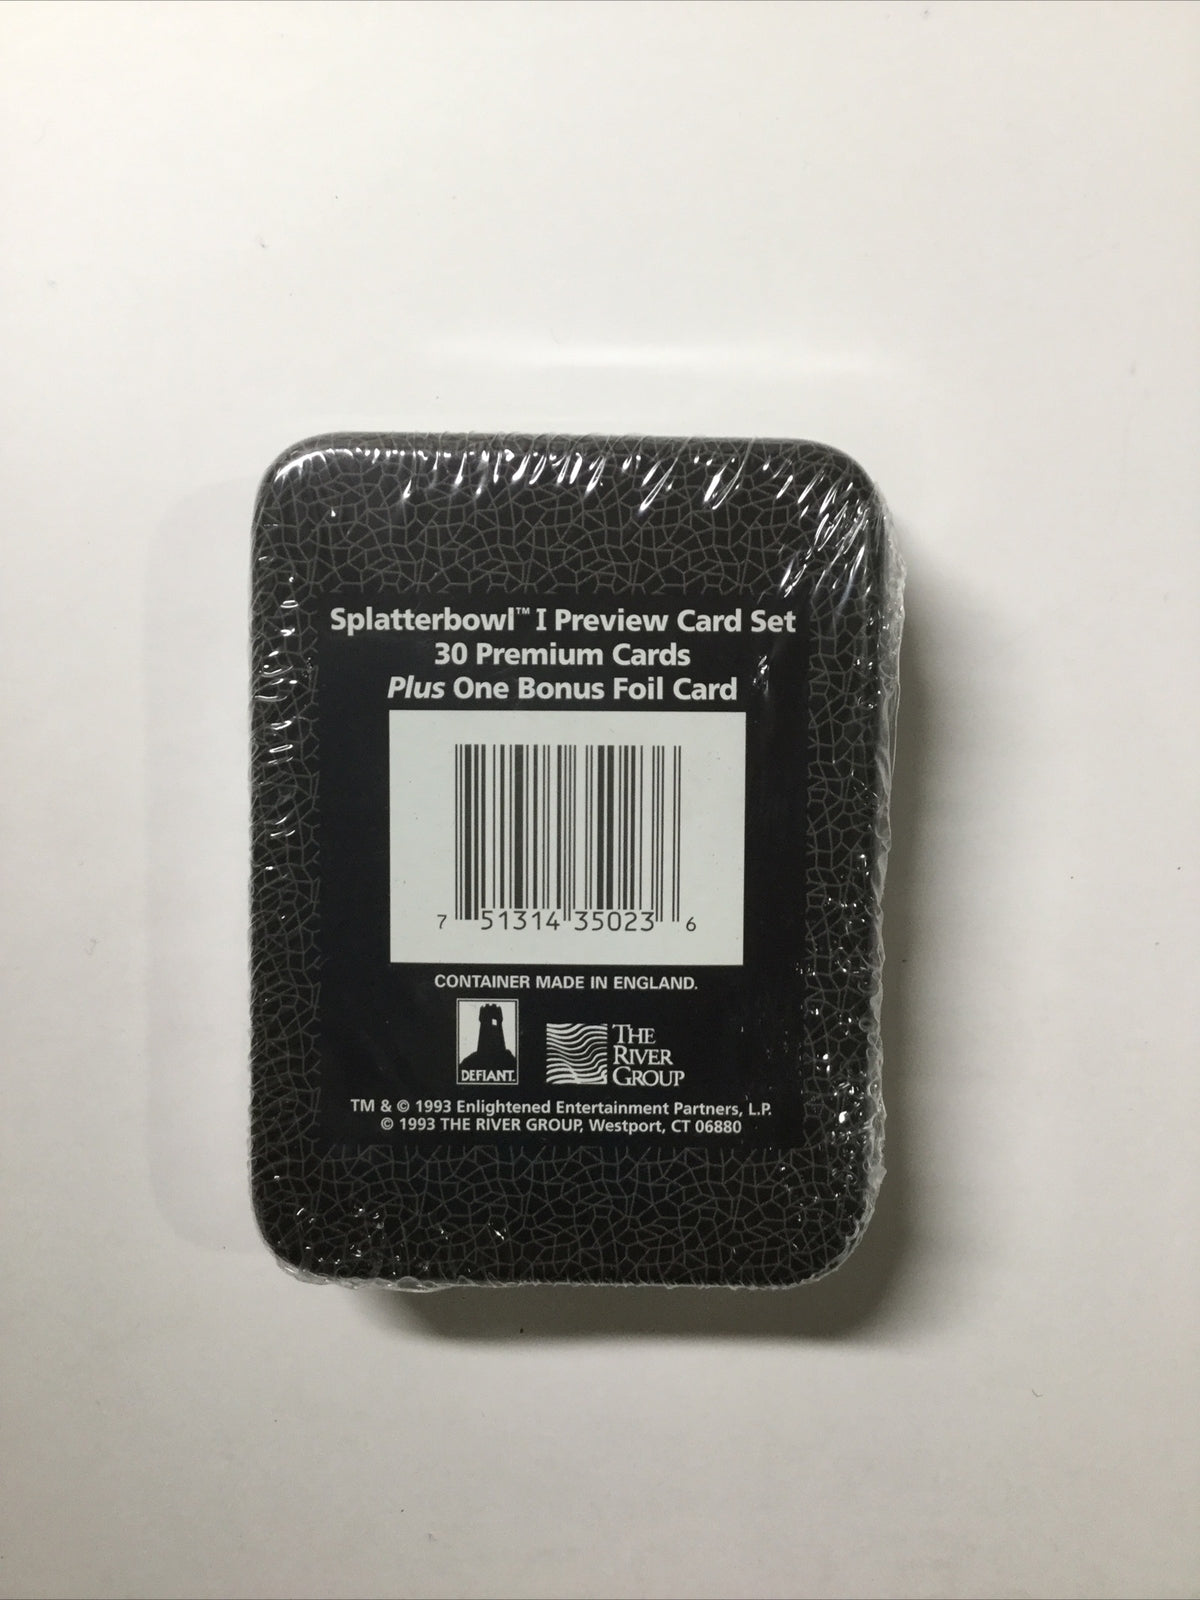 Splatterbowl™ I Preview Card Set
30 Premium Cards
Plus One Bonus Foil Card
7 51314 35023 6
CONTAINER MADE IN ENGLAND.
DEFIANT.
THE
RIVER
GROUP
TM & © 1993 Enlightened Entertainment Partners, L.P.
© 1993 THE RIVER GROUP, Westport, CT 06880